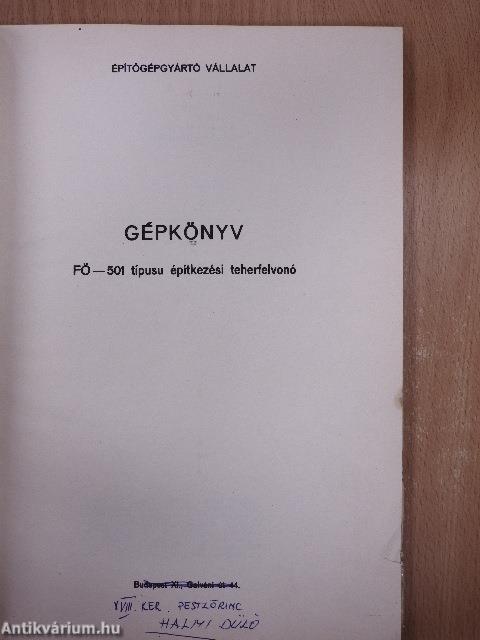 ÉPÍTŐGÉPGYÁRTÓ VÁLLALAT
GÉPKÖNYV
FŐ—501 típusu építkezési teherfelvonó
Budapest XI., Galvani út 44.
XVIII. KER. PESTLŐRINC
HALMI DŰLŐ
Antikvárium.hu